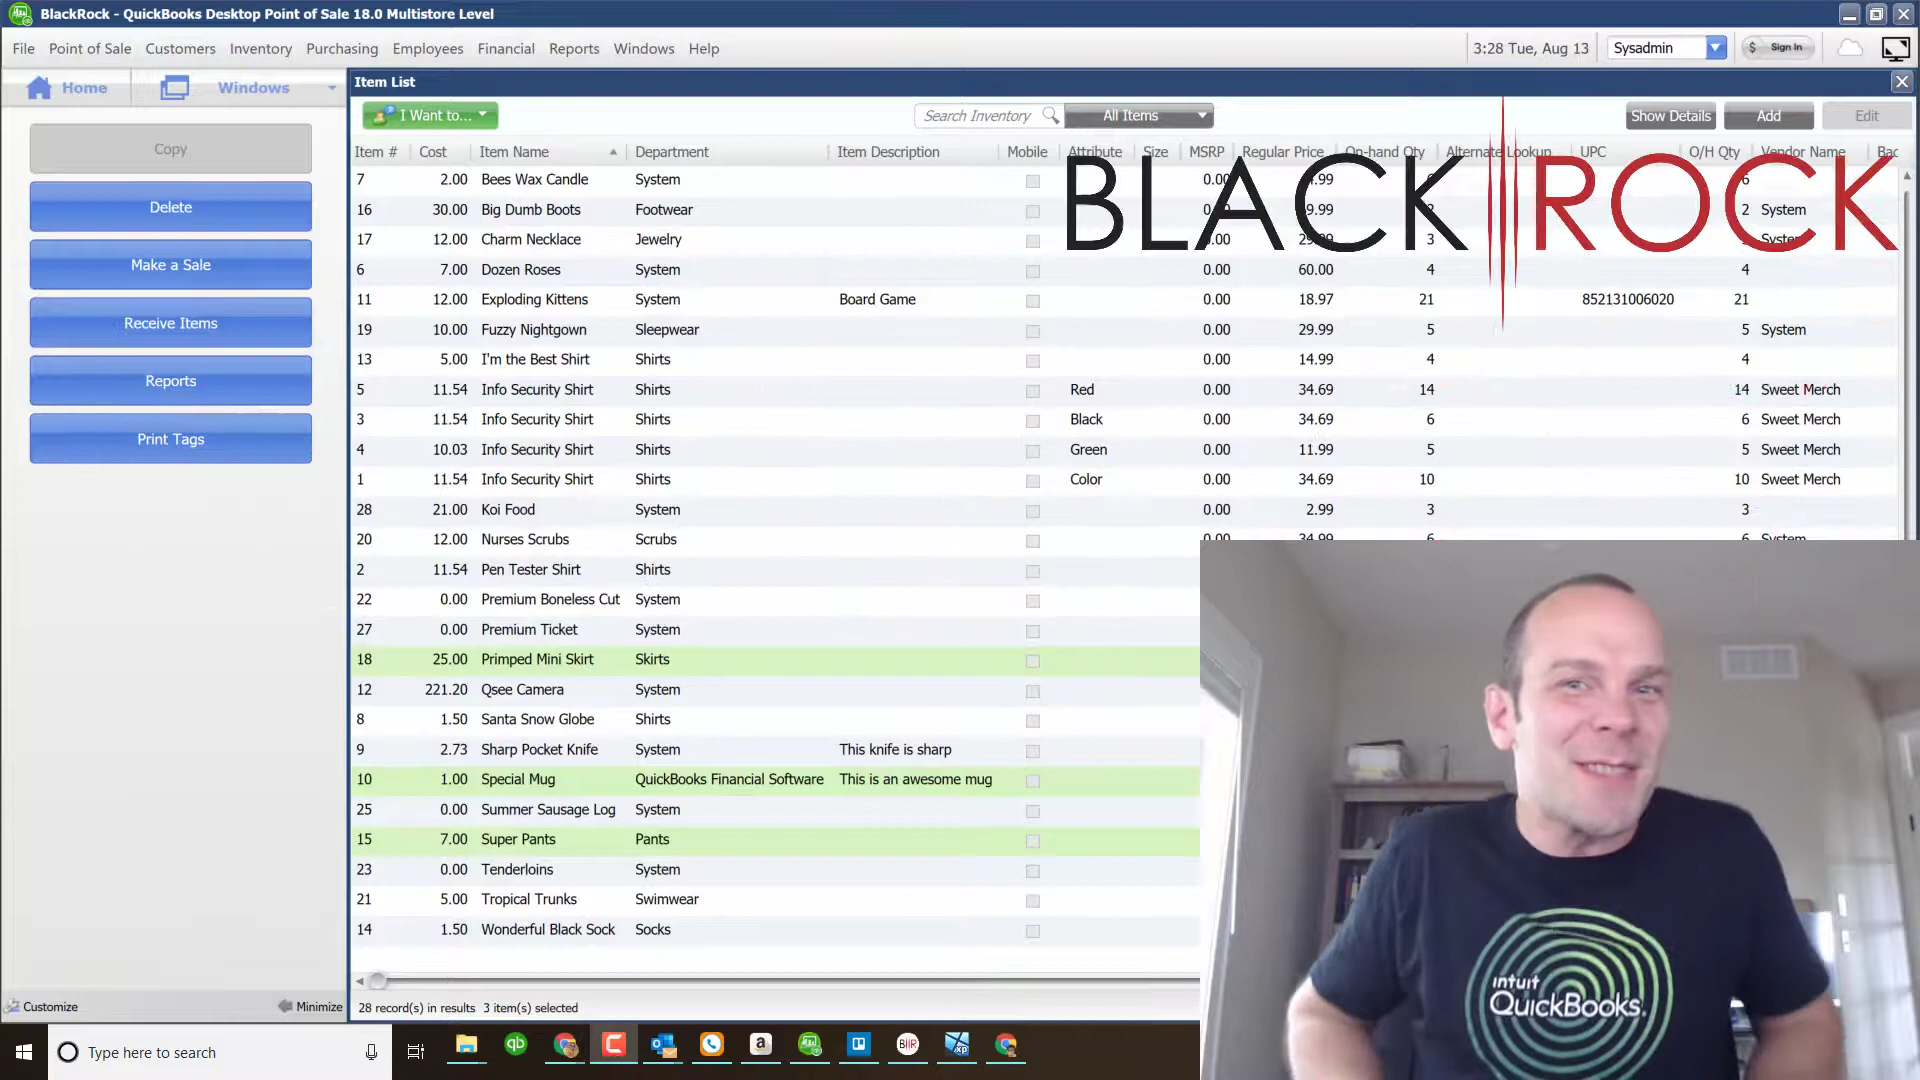 BlackRock - QuickBooks Desktop Point of Sale 18.0 Multistore Level
File Point of Sale Customers Inventory Purchasing Employees Financial Reports Windows Help
3:28 Tue, Aug 13 Sysadmin $ Sign In
Home Windows
Item List
I Want to... Search Inventory All Items Show Details Add Edit
Item # Cost Item Name Department Item Description Mobile Attribute Size MSRP Regular Price On-hand Qty Alternate Lookup UPC O/H Qty Vendor Name Bac
BLACK ROCK
Copy
Delete
Make a Sale
Receive Items
Reports
Print Tags
7 2.00 Bees Wax Candle System 6
16 30.00 Big Dumb Boots Footwear 2 System
17 12.00 Charm Necklace Jewelry 3 System
6 7.00 Dozen Roses System 0.00 60.00 4 4
11 12.00 Exploding Kittens System Board Game 0.00 18.97 21 852131006020 21
19 10.00 Fuzzy Nightgown Sleepwear 0.00 29.99 5 5 System
13 5.00 I'm the Best Shirt Shirts 0.00 14.99 4 4
5 11.54 Info Security Shirt Shirts Red 0.00 34.69 14 14 Sweet Merch
3 11.54 Info Security Shirt Shirts Black 0.00 34.69 6 6 Sweet Merch
4 10.03 Info Security Shirt Shirts Green 0.00 11.99 5 5 Sweet Merch
1 11.54 Info Security Shirt Shirts Color 0.00 34.69 10 10 Sweet Merch
28 21.00 Koi Food System 0.00 2.99 3 3
20 12.00 Nurses Scrubs Scrubs 0.00 34.99 6 6 System
2 11.54 Pen Tester Shirt Shirts
22 0.00 Premium Boneless Cut System
27 0.00 Premium Ticket System
18 25.00 Primped Mini Skirt Skirts
12 221.20 Qsee Camera System
8 1.50 Santa Snow Globe Shirts
9 2.73 Sharp Pocket Knife System This knife is sharp
10 1.00 Special Mug QuickBooks Financial Software This is an awesome mug
25 0.00 Summer Sausage Log System
15 7.00 Super Pants Pants
23 0.00 Tenderloins System
21 5.00 Tropical Trunks Swimwear
14 1.50 Wonderful Black Sock Socks
intuit
QuickBooks.
Customize Minimize
28 record(s) in results 3 item(s) selected
Type here to search